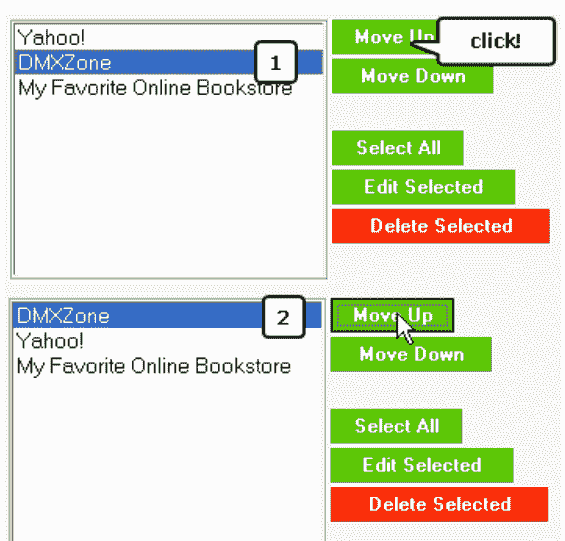 Yahoo!
DMXZone
My Favorite Online Bookstore
1
Move Up
click!
Move Down
Select All
Edit Selected
Delete Selected
DMXZone
Yahoo!
My Favorite Online Bookstore
2
Move Up
Move Down
Select All
Edit Selected
Delete Selected